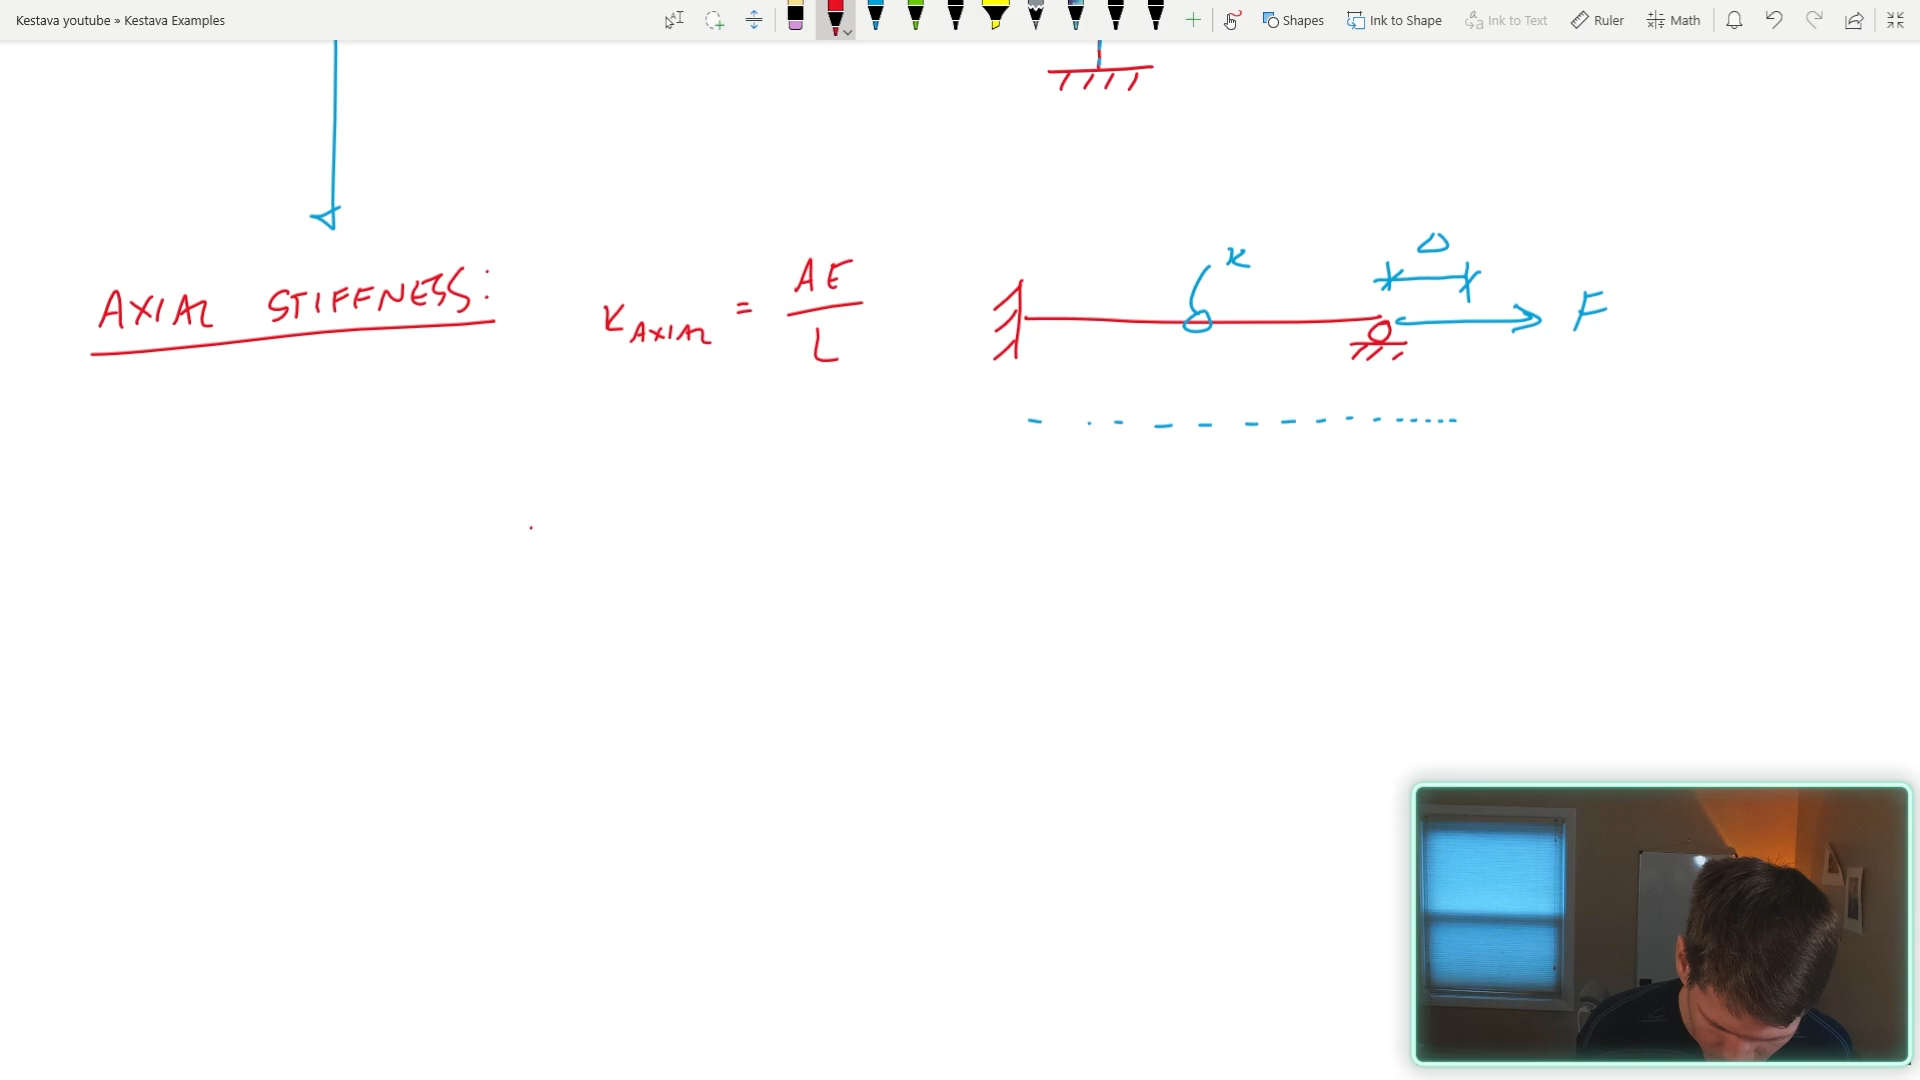 Kestava youtube » Kestava Examples
Shapes
Ink to Shape
Ink to Text
Ruler
Math
AXIAL STIFFNESS:
K AXIAL = AE / L
K
Δ
F